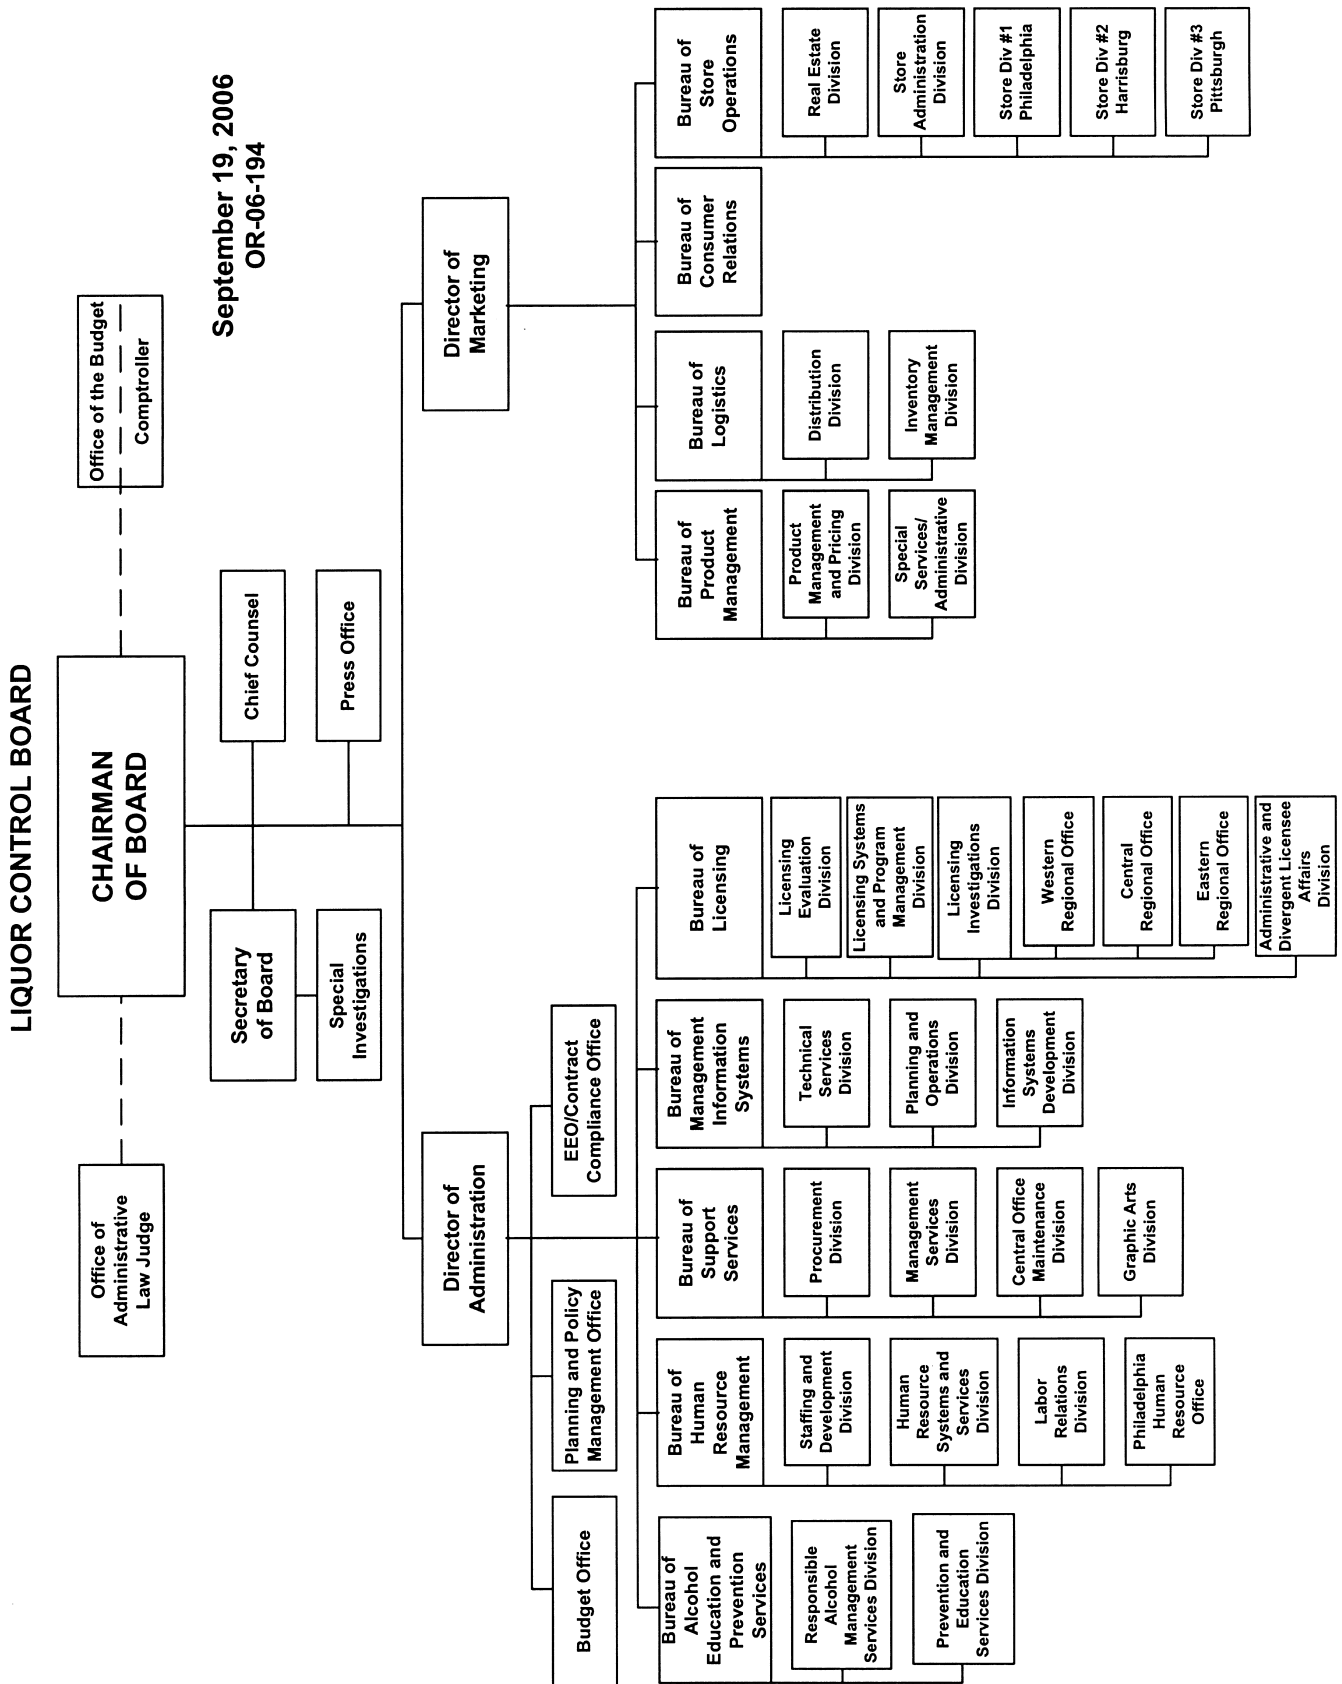 LIQUOR CONTROL BOARD
September 19, 2006
OR-06-194
Office of
Administrative
Law Judge
CHAIRMAN
OF BOARD
Office of the Budget
Comptroller
Secretary
of Board
Chief Counsel
Special
Investigations
Press Office
Director of
Administration
Director of
Marketing
Budget Office
Planning and Policy
Management Office
EEO/Contract
Compliance Office
Bureau of
Alcohol
Education and
Prevention
Services
Responsible
Alcohol
Management
Services Division
Prevention and
Education
Services Division
Bureau of
Human
Resource
Management
Staffing and
Development
Division
Human
Resource
Systems and
Services
Division
Labor
Relations
Division
Philadelphia
Human
Resource
Office
Bureau of
Support
Services
Procurement
Division
Management
Services
Division
Central Office
Maintenance
Division
Graphic Arts
Division
Bureau of
Management
Information
Systems
Technical
Services
Division
Planning and
Operations
Division
Information
Systems
Development
Division
Bureau of
Licensing
Licensing
Evaluation
Division
Licensing Systems
and Program
Management
Division
Licensing
Investigations
Division
Western
Regional Office
Central
Regional Office
Eastern
Regional Office
Administrative and
Divergent Licensee
Affairs
Division
Bureau of
Product
Management
Product
Management
and Pricing
Division
Special
Services/
Administrative
Division
Bureau of
Logistics
Distribution
Division
Inventory
Management
Division
Bureau of
Consumer
Relations
Bureau of
Store
Operations
Real Estate
Division
Store
Administration
Division
Store Div #1
Philadelphia
Store Div #2
Harrisburg
Store Div #3
Pittsburgh